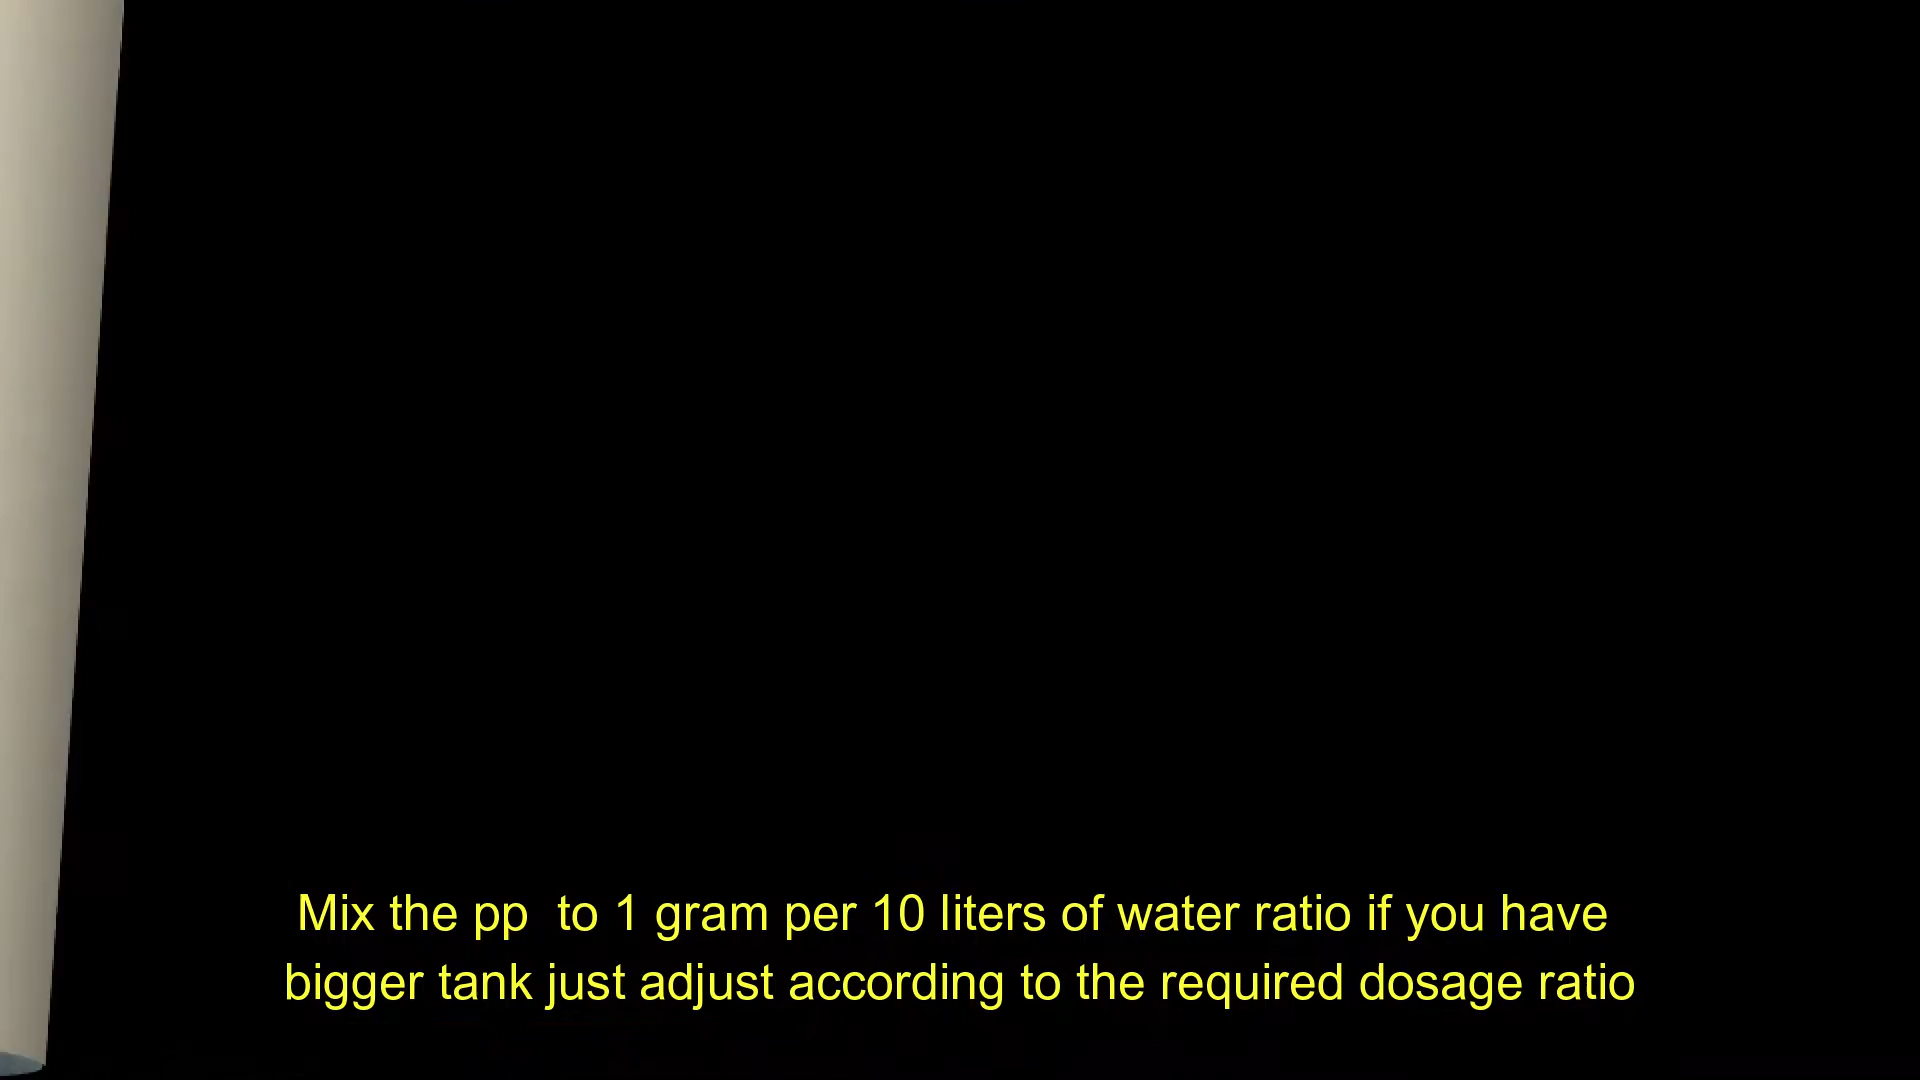 Mix the pp  to 1 gram per 10 liters of water ratio if you have
bigger tank just adjust according to the required dosage ratio